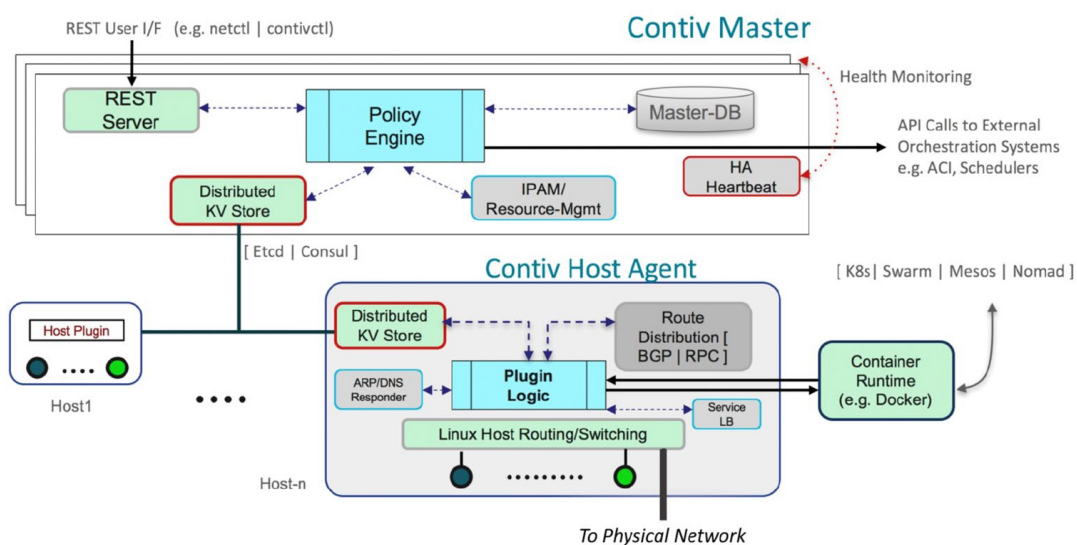 REST User I/F (e.g. netctl | contivctl)
Contiv Master
Health Monitoring
REST
Server
Policy
Engine
Master-DB
API Calls to External
Orchestration Systems
e.g. ACI, Schedulers
HA
Heartbeat
Distributed
KV Store
IPAM/
Resource-Mgmt
[ Etcd | Consul ]
Contiv Host Agent
[ K8s| Swarm | Mesos | Nomad ]
Host Plugin
Host1
Distributed
KV Store
Route
Distribution [
BGP | RPC ]
ARP/DNS
Responder
Plugin
Logic
Service
LB
Container
Runtime
(e.g. Docker)
Linux Host Routing/Switching
Host-n
To Physical Network